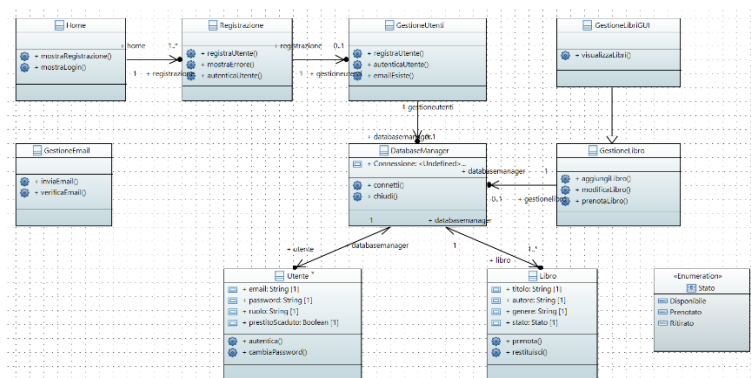 Home
+ mostraRegistrazione()
+ mostraLogin()
Registrazione
+ registraUtente()
+ mostraErrore()
+ autenticaUtente()
GestioneUtenti
+ registraUtente()
+ autenticaUtente()
+ emailEsiste()
GestioneLibriGUI
+ visualizzaLibri()
+ home
1..*
1
+ registrazione
+ registrazione
0..1
1
+ gestioneutenti
1 gestioneutenti
+ databasemanager
0..1
GestioneEmail
+ inviaEmail()
+ verificaEmail()
DatabaseManager
+ Connessione: <Undefined>...
+ connetti()
+ chiudi()
GestioneLibro
+ aggiungiLibro()
+ modificaLibro()
+ prenotaLibro()
+ databasemanager
1
0..1
+ gestionelibro
1
+ databasemanager
+ utente
+ databasemanager
1
1..*
+ libro
Utente
*
+ email: String [1]
+ password: String [1]
+ ruolo: String [1]
+ prestitoScaduto: Boolean [1]
+ autentica()
+ cambiaPassword()
Libro
+ titolo: String [1]
+ autore: String [1]
+ genere: String [1]
+ stato: Stato [1]
+ prenota()
+ restituisci()
«Enumeration»
Stato
Disponibile
Prenotato
Ritirato